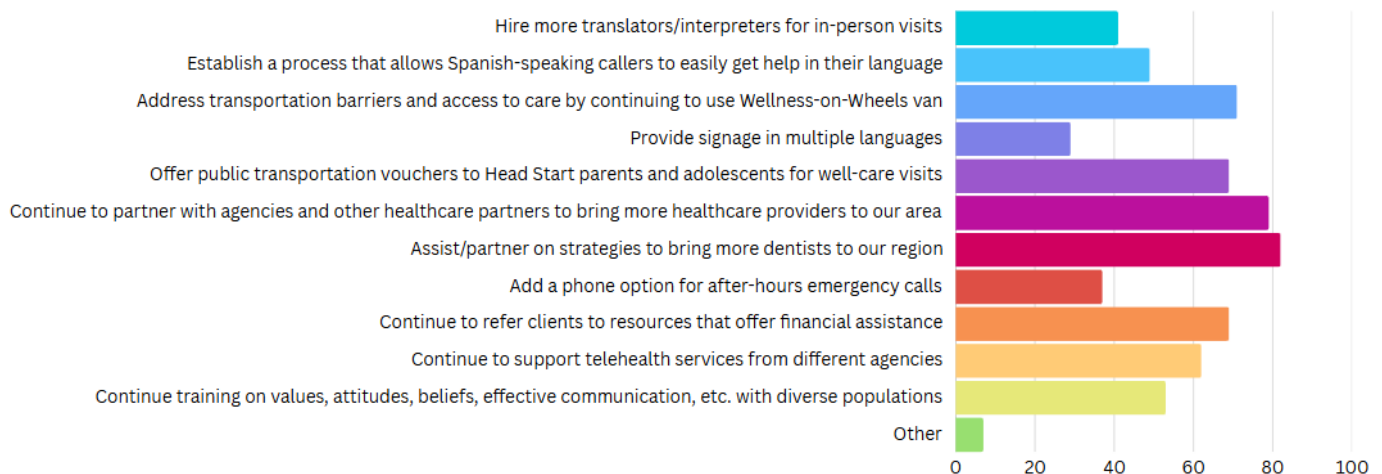 Hire more translators/interpreters for in-person visits
Establish a process that allows Spanish-speaking callers to easily get help in their language
Address transportation barriers and access to care by continuing to use Wellness-on-Wheels van
Provide signage in multiple languages
Offer public transportation vouchers to Head Start parents and adolescents for well-care visits
Continue to partner with agencies and other healthcare partners to bring more healthcare providers to our area
Assist/partner on strategies to bring more dentists to our region
Add a phone option for after-hours emergency calls
Continue to refer clients to resources that offer financial assistance
Continue to support telehealth services from different agencies
Continue training on values, attitudes, beliefs, effective communication, etc. with diverse populations
Other
0 20 40 60 80 100